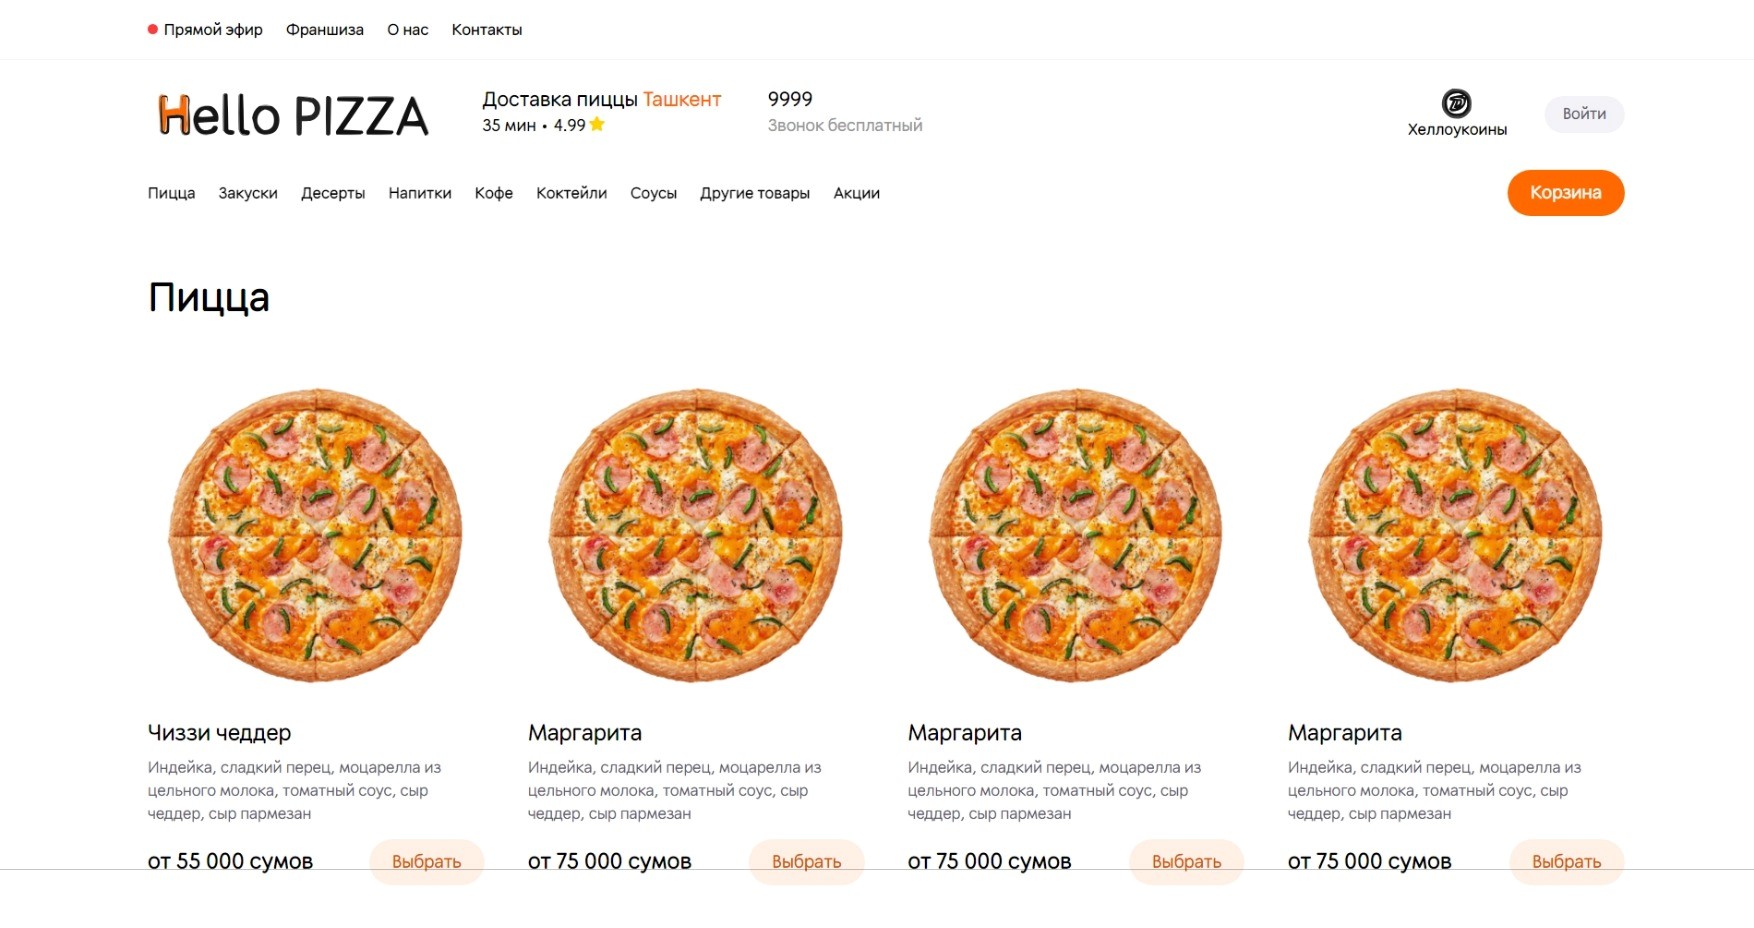 Прямой эфир Франшиза О нас Контакты
Hello PIZZA
Доставка пиццы Ташкент
35 мин • 4.99
9999
Звонок бесплатный
Хеллоукоины
Войти
Пицца Закуски Десерты Напитки Кофе Коктейли Соусы Другие товары Акции
Корзина
Пицца
Чиззи чеддер
Индейка, сладкий перец, моцарелла из
цельного молока, томатный соус, сыр
чеддер, сыр пармезан
от 55 000 сумов
Выбрать
Маргарита
Индейка, сладкий перец, моцарелла из
цельного молока, томатный соус, сыр
чеддер, сыр пармезан
от 75 000 сумов
Выбрать
Маргарита
Индейка, сладкий перец, моцарелла из
цельного молока, томатный соус, сыр
чеддер, сыр пармезан
от 75 000 сумов
Выбрать
Маргарита
Индейка, сладкий перец, моцарелла из
цельного молока, томатный соус, сыр
чеддер, сыр пармезан
от 75 000 сумов
Выбрать